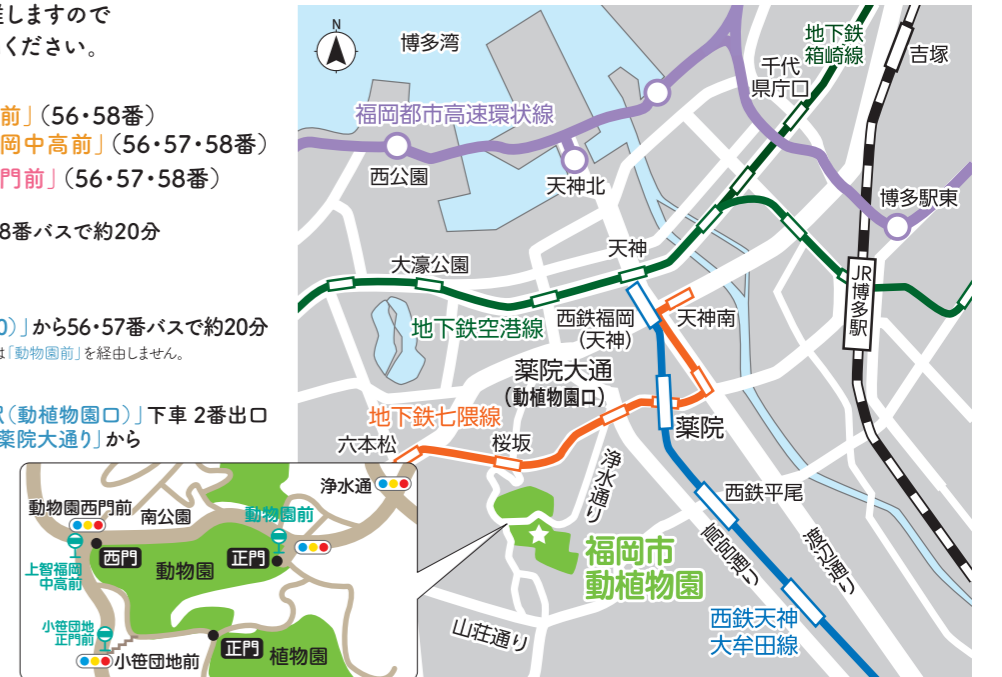 しますので
ください。
前」（56・58番）
岡中高前」（56・57・58番）
門前」（56・57・58番）
8番バスで約20分
0）」から56・57番バスで約20分
は「動物園前」を経由しません。
（動植物園口）」下車 2番出口
薬院大通り」から
N
博多湾
地下鉄
箱崎線
吉塚
千代
県庁口
福岡都市高速環状線
西公園
天神北
博多駅東
天神
大濠公園
JR博多駅
地下鉄空港線
西鉄福岡
（天神）
天神南
薬院大通
（動植物園口）
地下鉄七隈線
薬院
六本松
桜坂
浄水通り
西鉄平尾
高宮通り
渡辺通り
福岡市
動植物園
山荘通り
西鉄天神
大牟田線
浄水通
動物園西門前
南公園
動物園前
西門
動物園
正門
上智福岡
中高前
小笹団地
正門前
小笹団地前
正門
植物園